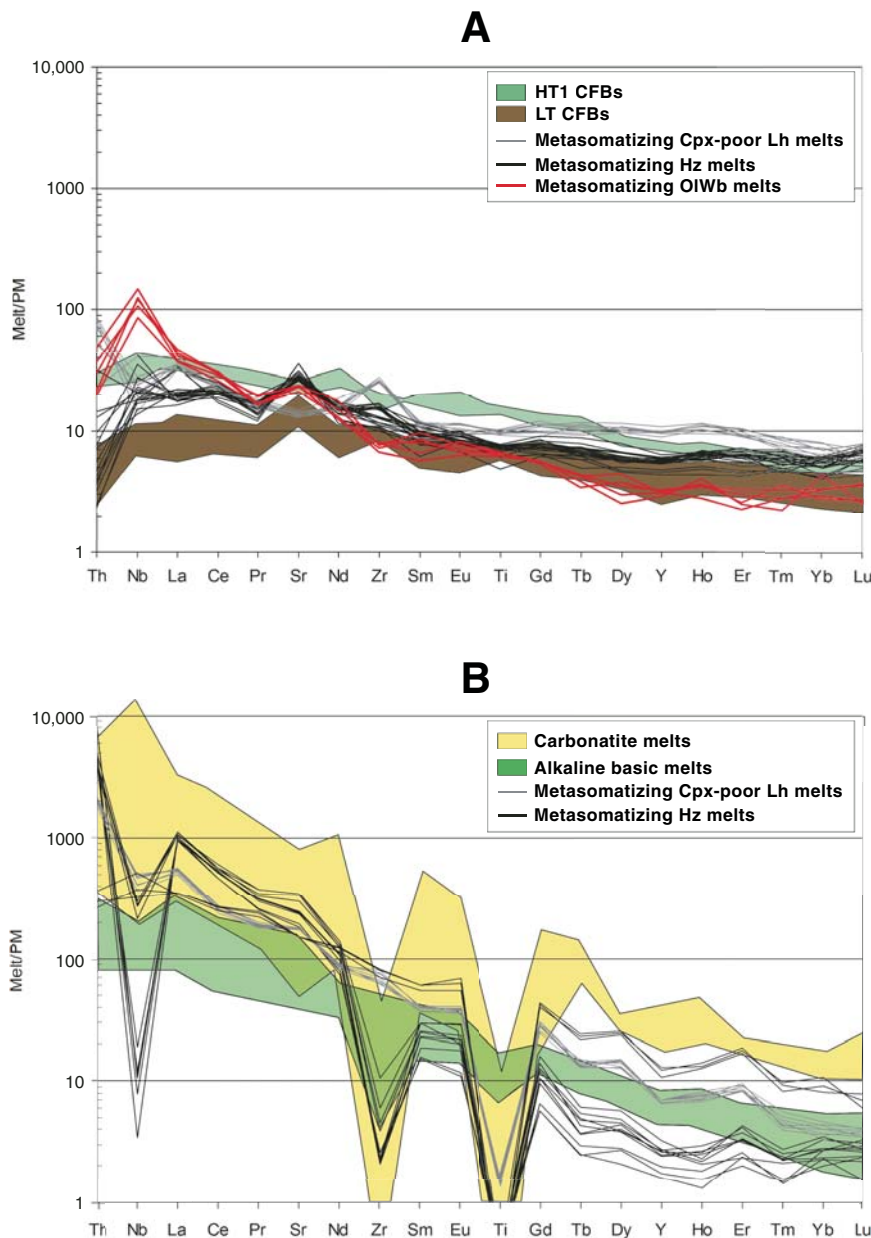 A
10,000
1000
100
10
1
Melt/PM
HT1 CFBs
LT CFBs
Metasomatizing Cpx-poor Lh melts
Metasomatizing Hz melts
Metasomatizing OlWb melts
Th Nb La Ce Pr Sr Nd Zr Sm Eu Ti Gd Tb Dy Y Ho Er Tm Yb Lu
B
10,000
1000
100
10
1
Melt/PM
Carbonatite melts
Alkaline basic melts
Metasomatizing Cpx-poor Lh melts
Metasomatizing Hz melts
Th Nb La Ce Pr Sr Nd Zr Sm Eu Ti Gd Tb Dy Y Ho Er Tm Yb Lu